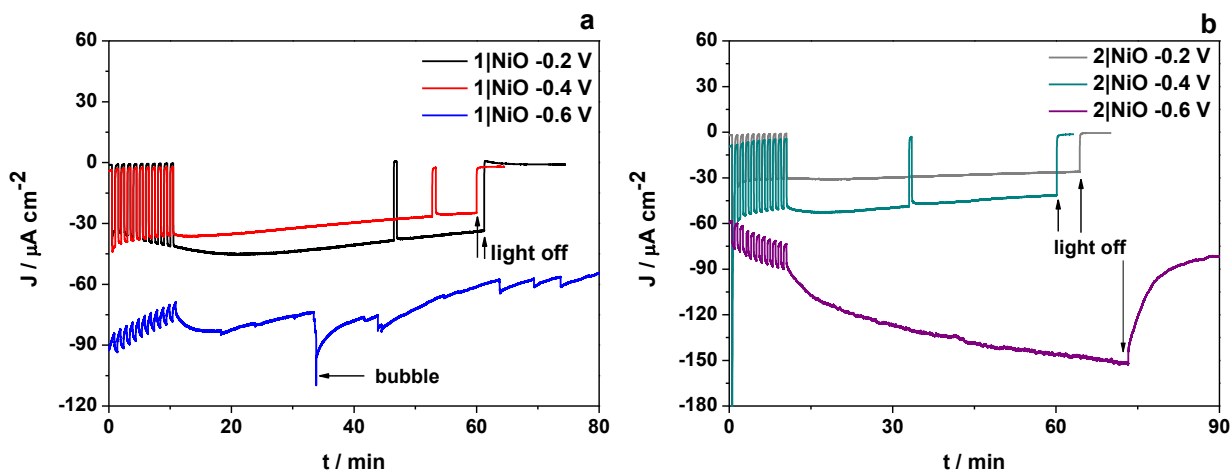 a
60
30
0
-30
-60
-90
-120
J / µA cm⁻²
1|NiO -0.2 V
1|NiO -0.4 V
1|NiO -0.6 V
light off
bubble
0 20 40 60 80
t / min
b
60
30
0
-30
-60
-90
-120
-150
-180
J / µA cm⁻²
2|NiO -0.2 V
2|NiO -0.4 V
2|NiO -0.6 V
light off
0 30 60 90
t / min